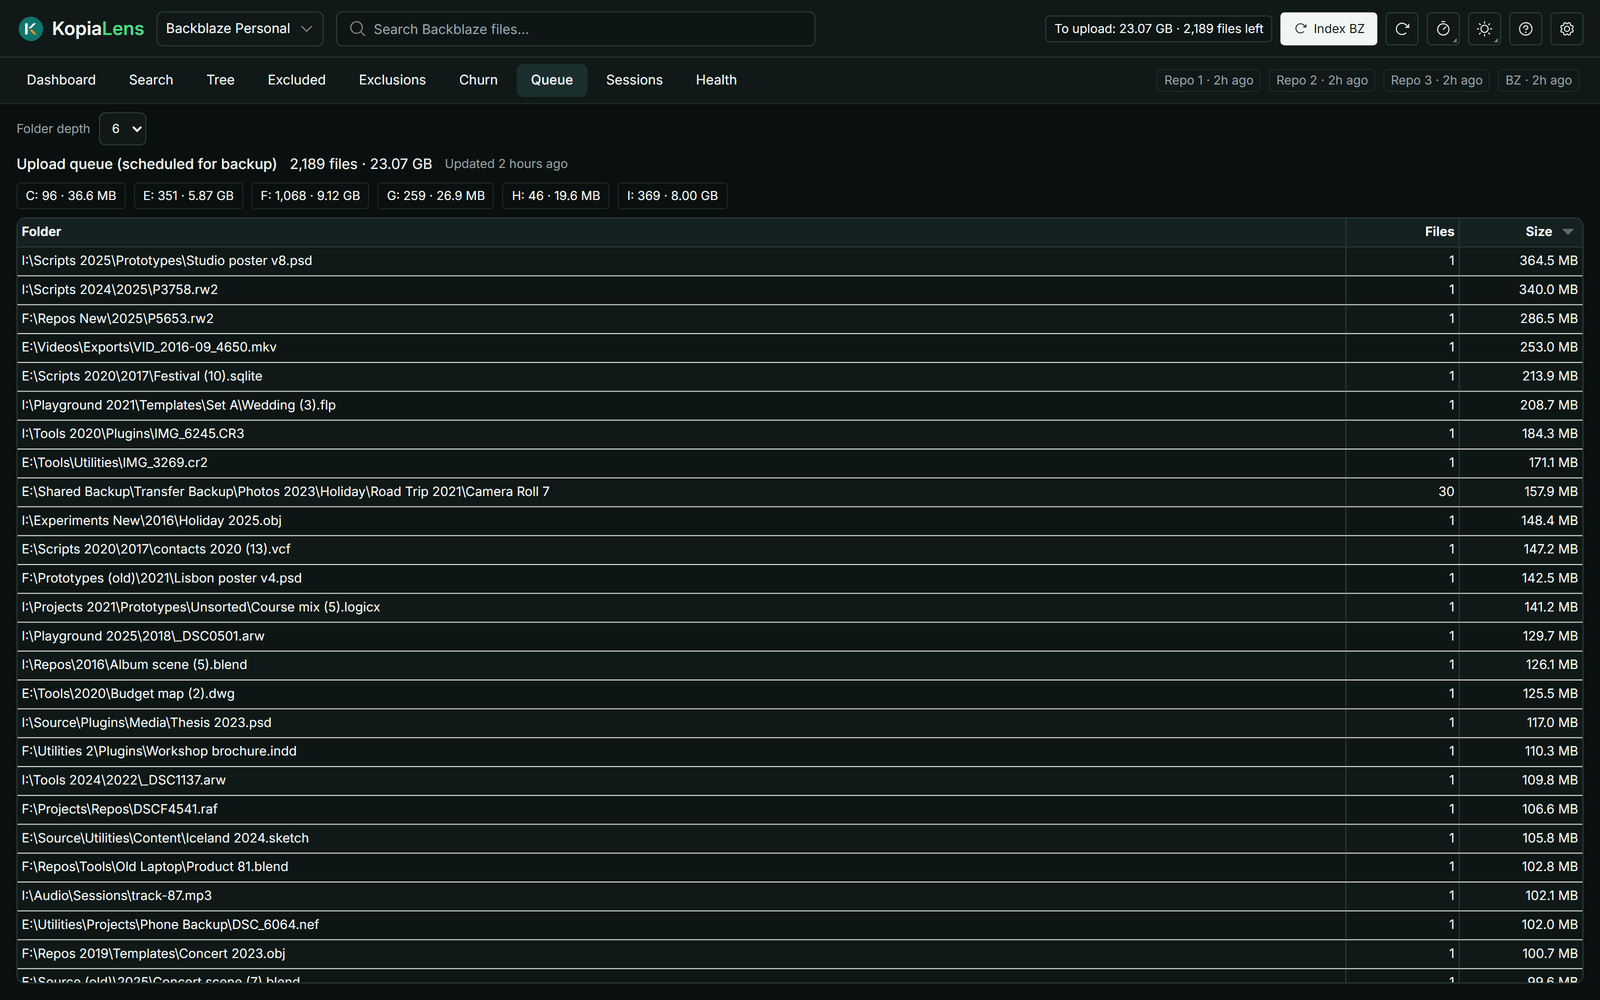 KopiaLens Backblaze Personal Search Backblaze files... To upload: 23.07 GB · 2,189 files left Index BZ
Dashboard Search Tree Excluded Exclusions Churn Queue Sessions Health Repo 1 · 2h ago Repo 2 · 2h ago Repo 3 · 2h ago BZ · 2h ago
Folder depth 6
Upload queue (scheduled for backup) 2,189 files · 23.07 GB Updated 2 hours ago
C: 96 · 36.6 MB E: 351 · 5.87 GB F: 1,068 · 9.12 GB G: 259 · 26.9 MB H: 46 · 19.6 MB I: 369 · 8.00 GB
Folder Files Size
I:\Scripts 2025\Prototypes\Studio poster v8.psd 1 364.5 MB
I:\Scripts 2024\2025\P3758.rw2 1 340.0 MB
F:\Repos New\2025\P5653.rw2 1 286.5 MB
E:\Videos\Exports\VID_2016-09_4650.mkv 1 253.0 MB
E:\Scripts 2020\2017\Festival (10).sqlite 1 213.9 MB
I:\Playground 2021\Templates\Set A\Wedding (3).flp 1 208.7 MB
I:\Tools 2020\Plugins\IMG_6245.CR3 1 184.3 MB
E:\Tools\Utilities\IMG_3269.cr2 1 171.1 MB
E:\Shared Backup\Transfer Backup\Photos 2023\Holiday\Road Trip 2021\Camera Roll 7 30 157.9 MB
I:\Experiments New\2016\Holiday 2025.obj 1 148.4 MB
E:\Scripts 2020\2017\contacts 2020 (13).vcf 1 147.2 MB
F:\Prototypes (old)\2021\Lisbon poster v4.psd 1 142.5 MB
I:\Projects 2021\Prototypes\Unsorted\Course mix (5).logicx 1 141.2 MB
I:\Playground 2025\2018\_DSC0501.arw 1 129.7 MB
I:\Repos\2016\Album scene (5).blend 1 126.1 MB
E:\Tools\2020\Budget map (2).dwg 1 125.5 MB
I:\Source\Plugins\Media\Thesis 2023.psd 1 117.0 MB
F:\Utilities 2\Plugins\Workshop brochure.indd 1 110.3 MB
I:\Tools 2024\2022\_DSC1137.arw 1 109.8 MB
F:\Projects\Repos\DSCF4541.raf 1 106.6 MB
E:\Source\Utilities\Content\Iceland 2024.sketch 1 105.8 MB
F:\Repos\Tools\Old Laptop\Product 81.blend 1 102.8 MB
I:\Audio\Sessions\track-87.mp3 1 102.1 MB
E:\Utilities\Projects\Phone Backup\DSC_6064.nef 1 102.0 MB
F:\Repos 2019\Templates\Concert 2023.obj 1 100.7 MB
(old)\2025\Concert scene (7).blend 1 99.6 MB